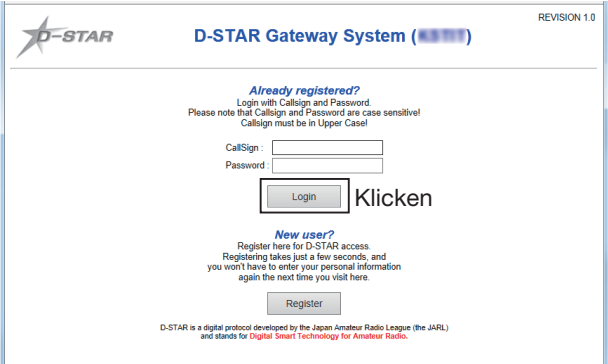 REVISION 1.0
D-STAR
D-STAR Gateway System ( )
Already registered?
Login with Callsign and Password.
Please note that Callsign and Password are case sensitive!
Callsign must be in Upper Case!
CallSign :
Password :
Login
Klicken
New user?
Register here for D-STAR access.
Registering takes just a few seconds, and
you won't have to enter your personal information
again the next time you visit here.
Register
D-STAR is a digital protocol developed by the Japan Amateur Radio League (the JARL)
and stands for Digital Smart Technology for Amateur Radio.